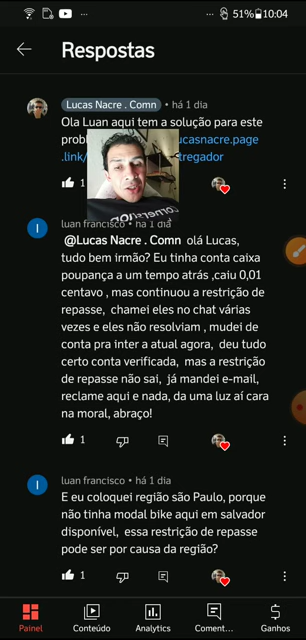 ... ... 51% 10:04
Respostas
Lucas Nacre . Comn • há 1 dia
Ola Luan aqui tem a solução para este
prob ucasnacre.page
.link/ tregador
1
luan francisco • há 1 dia
@Lucas Nacre . Comn olá Lucas,
tudo bem irmão? Eu tinha conta caixa
poupança a um tempo atrás ,caiu 0,01
centavo , mas continuou a restrição de
repasse, chamei eles no chat várias
vezes e eles não resolviam , mudei de
conta pra inter a atual agora, deu tudo
certo conta verificada, mas a restrição
de repasse não sai, já mandei e-mail,
reclame aqui e nada, da uma luz aí cara
na moral, abraço!
1
luan francisco • há 1 dia
E eu coloquei região são Paulo, porque
não tinha modal bike aqui em salvador
disponível, essa restrição de repasse
pode ser por causa da região?
1
Painel Conteúdo Analytics Coment... Ganhos